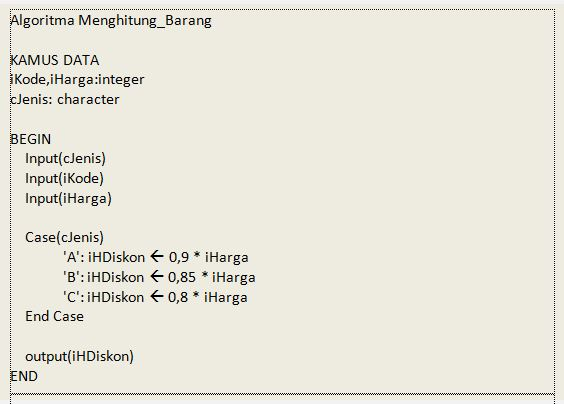 Algoritma Menghitung_Barang
KAMUS DATA
iKode,iHarga:integer
cJenis: character
BEGIN
Input(cJenis)
Input(iKode)
Input(iHarga)
Case(cJenis)
'A': iHDiskon ← 0,9 * iHarga
'B': iHDiskon ← 0,85 * iHarga
'C': iHDiskon ← 0,8 * iHarga
End Case
output(iHDiskon)
END